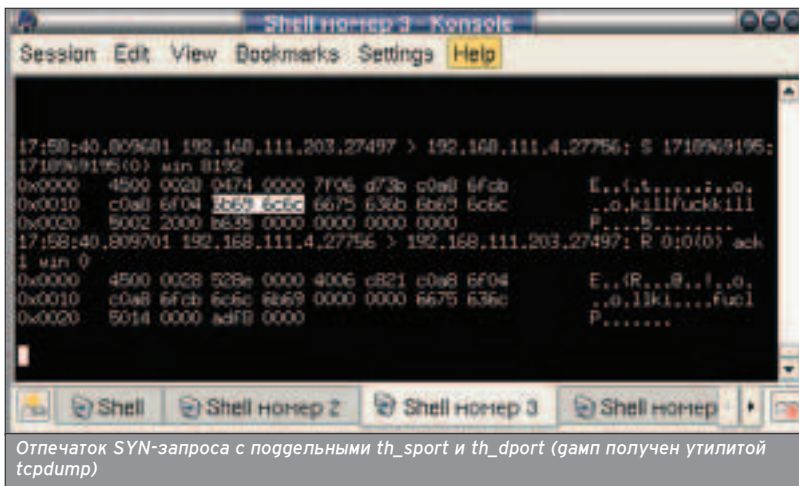 Shell номер 3 - Konsole
Session Edit View Bookmarks Settings Help
17:58:40.809681 192.168.111.203.27497 > 192.168.111.4.27756: S 1718969195:
1718969195(0) win 8192
0x0000 4500 0028 0474 0000 7f06 d73b c0a8 6fcb E..(.t.....;..o.
0x0010 c0a8 6f04 6b69 6c6c 6675 636b 6b69 6c6c ..o.killfuckkill
0x0020 5002 2000 b635 0000 0000 0000 0000 P....5........
17:58:40.809701 192.168.111.4.27756 > 192.168.111.203.27497: R 0:0(0) ack
1 win 0
0x0000 4500 0028 528e 0000 4006 c821 c0a8 6f04 E..(R...@..!..o.
0x0010 c0a8 6fcb 6c6c 6b69 0000 0000 6675 636c ..o.llki....fucl
0x0020 5014 0000 adf8 0000 P.......
Shell Shell номер 2 Shell номер 3 Shell номер
Отпечаток SYN-запроса с поддельными th_sport и th_dport (дамп получен утилитой
tcpdump)